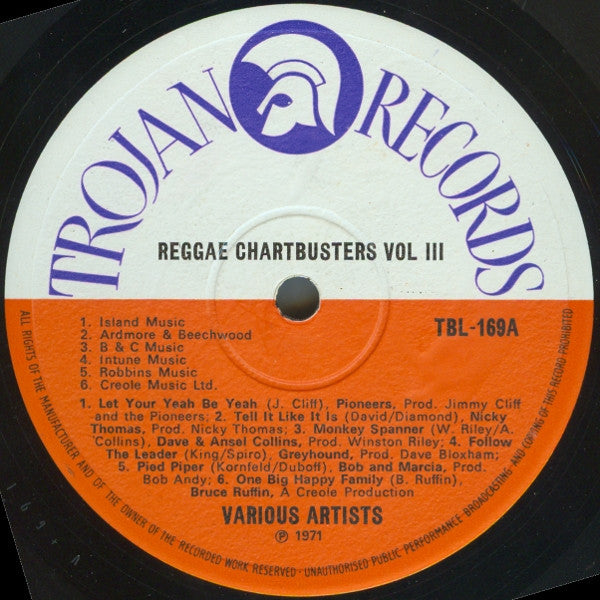 TROJAN RECORDS
REGGAE CHARTBUSTERS VOL III
TBL-169A
1. Island Music
2. Ardmore & Beechwood
3. B & C Music
4. Intune Music
5. Robbins Music
6. Creole Music Ltd.
1. Let Your Yeah Be Yeah (J. Cliff), Pioneers, Prod. Jimmy Cliff
and the Pioneers; 2. Tell It Like It Is (David/Diamond), Nicky
Thomas, Prod. Nicky Thomas; 3. Monkey Spanner (W. Riley/A.
Collins), Dave & Ansel Collins, Prod. Winston Riley; 4. Follow
The Leader (King/Spiro), Greyhound, Prod. Dave Bloxham;
5. Pied Piper (Kornfeld/Duboff), Bob and Marcia, Prod.
Bob Andy; 6. One Big Happy Family (B. Ruffin),
Bruce Ruffin, A Creole Production
VARIOUS ARTISTS
℗ 1971
ALL RIGHTS OF THE MANUFACTURER AND OF THE OWNER OF THE RECORDED WORK RESERVED - UNAUTHORISED PUBLIC PERFORMANCE BROADCASTING AND COPYING OF THIS RECORD PROHIBITED